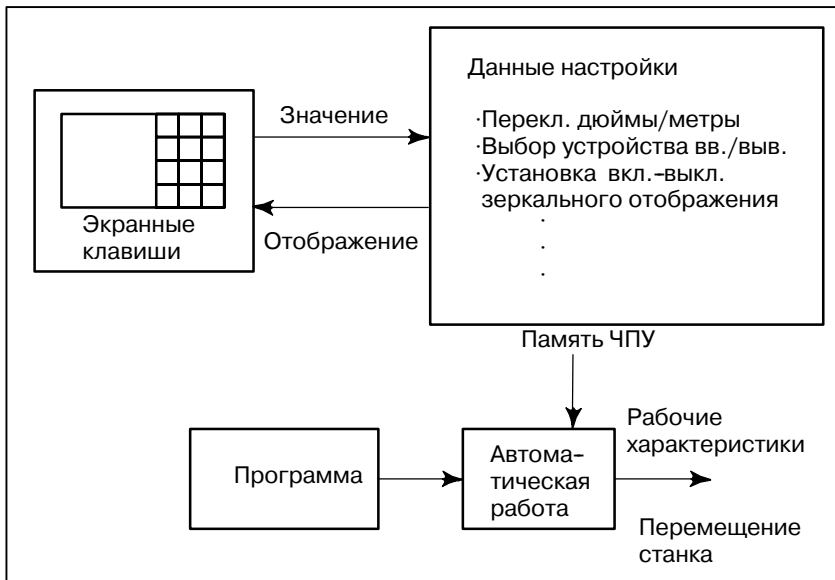 Данные настройки
Значение
·Перекл. дюймы/метры
·Выбор устройства вв./выв.
·Установка вкл.-выкл.
зеркального отображения
·
·
·
Экранные
клавиши
Отображение
Память ЧПУ
Программа
Автома-
тическая
работа
Рабочие
характеристики
Перемещение
станка